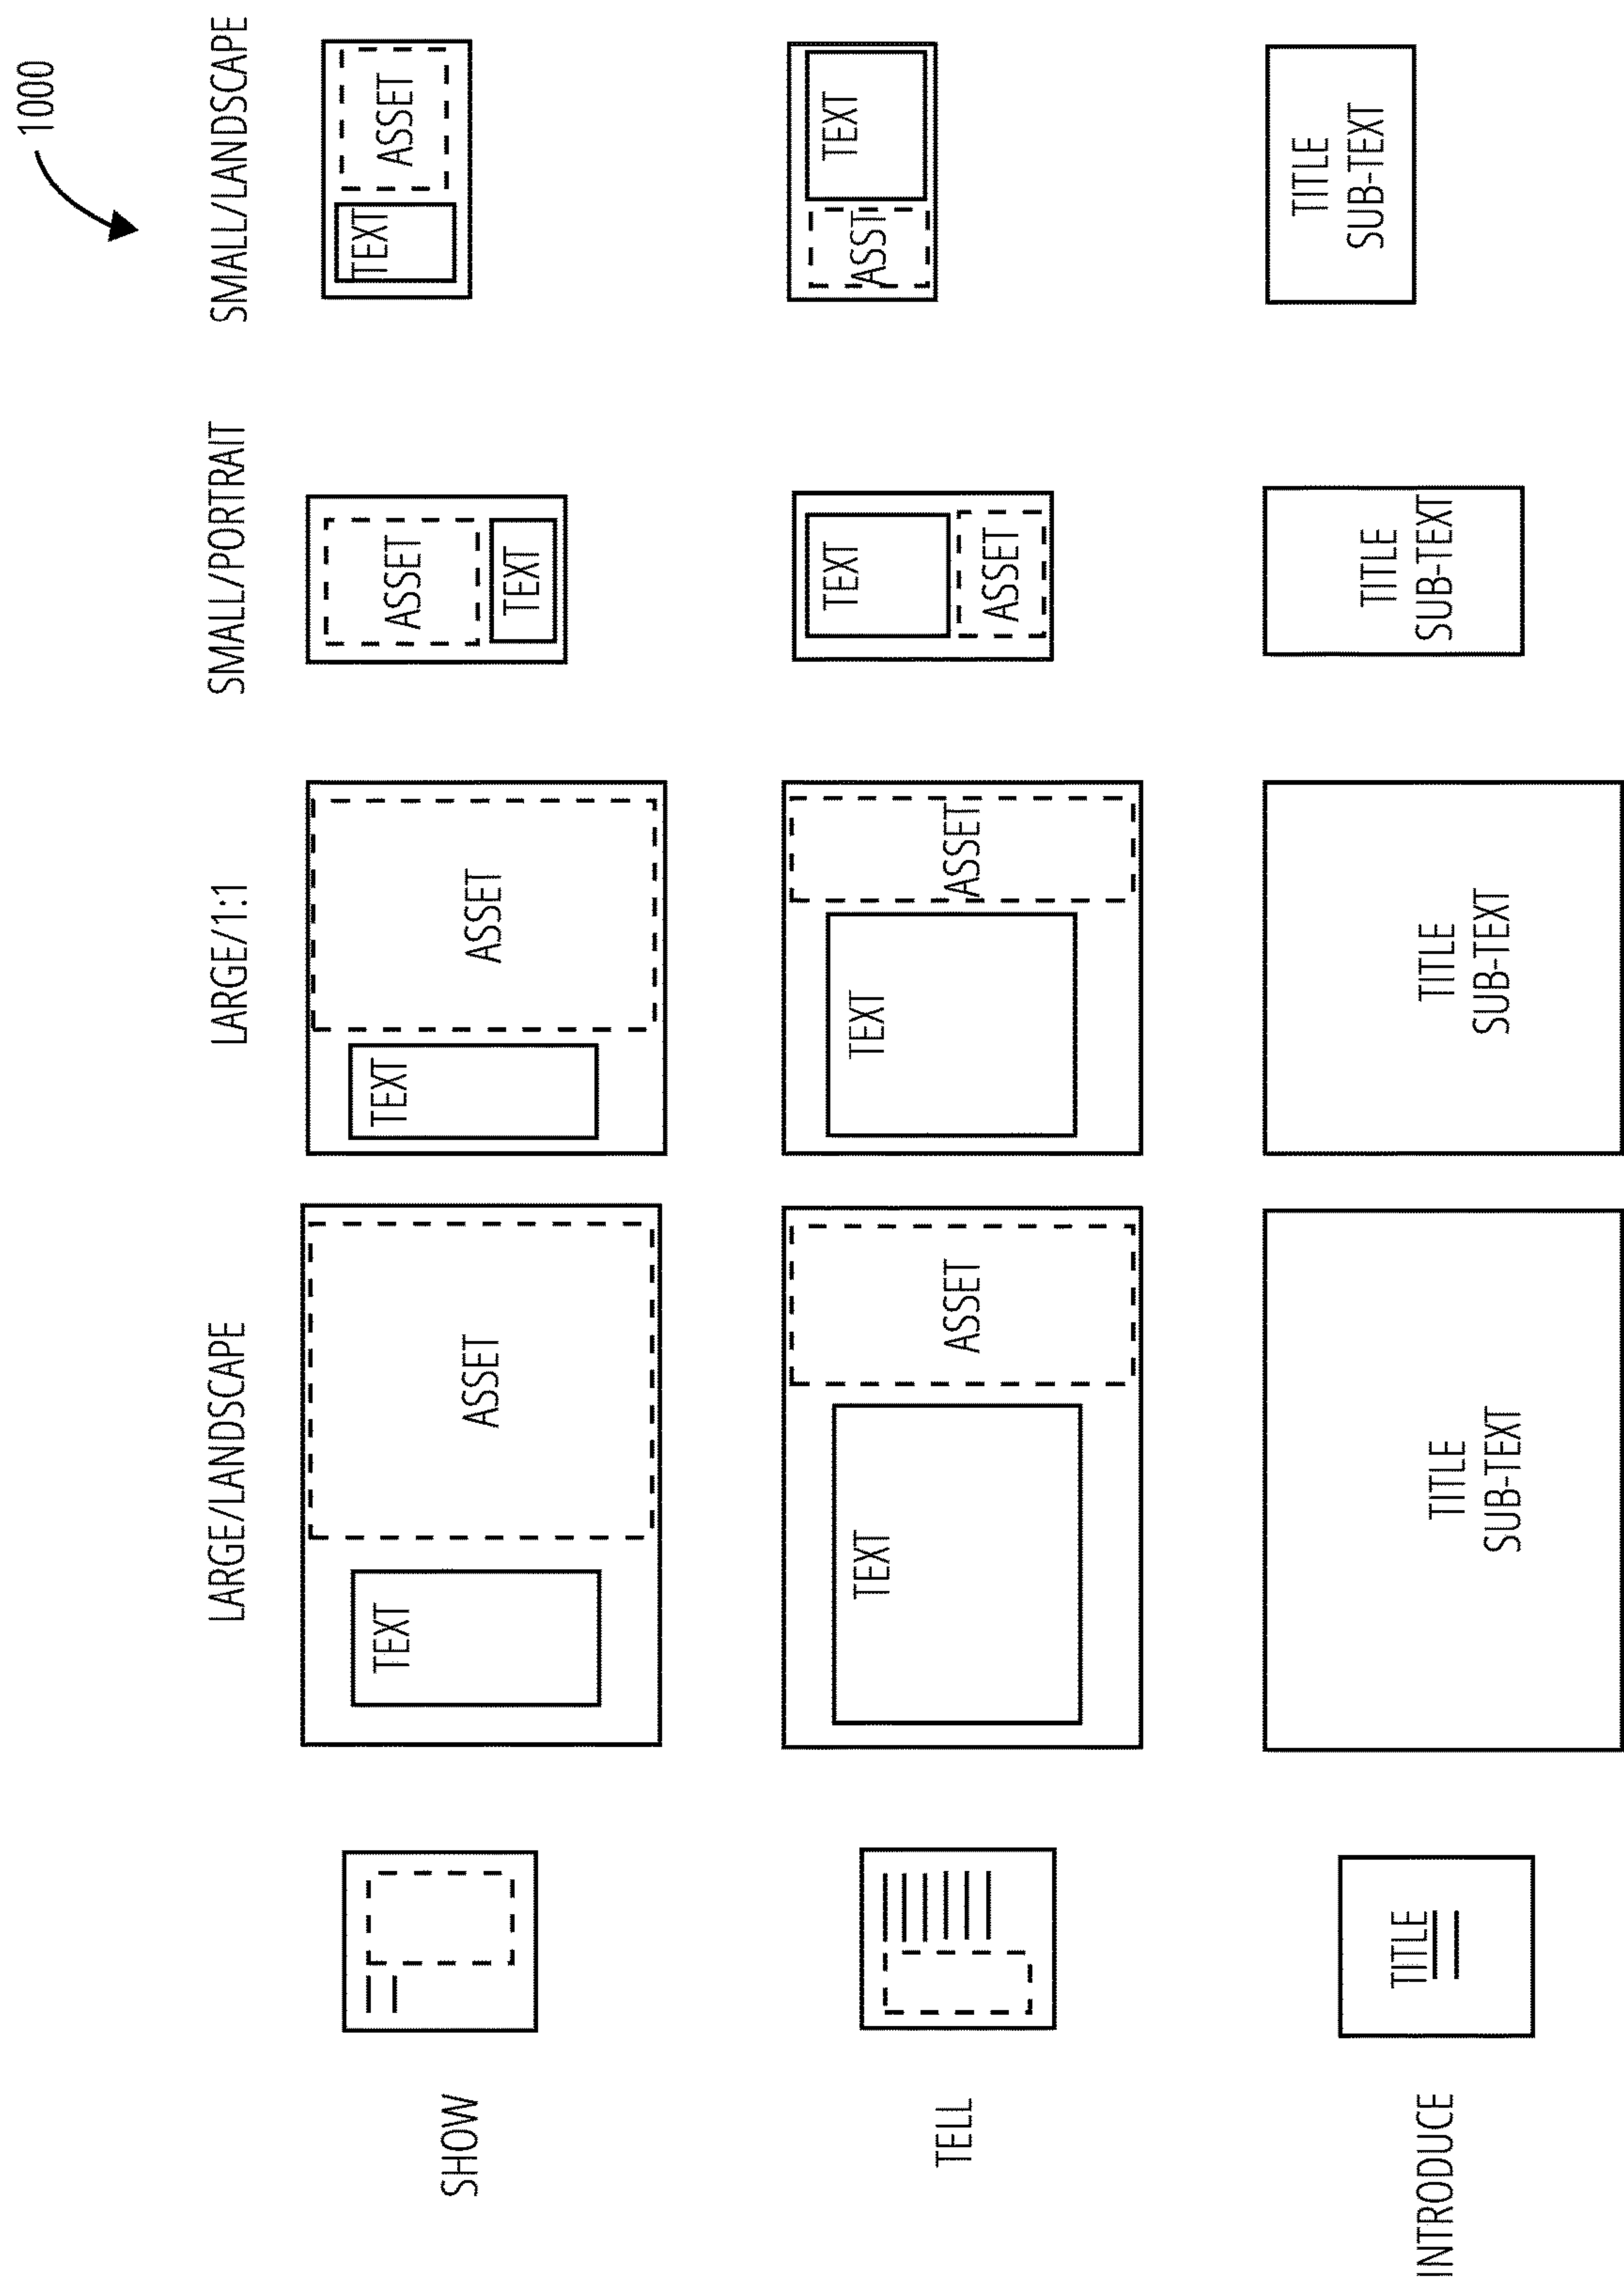 1000
LARGE/LANDSCAPE
LARGE/1:1
SMALL/PORTRAIT
SMALL/LANDSCAPE
SHOW
TEXT
ASSET
TEXT
ASSET
ASSET
TEXT
TEXT
ASSET
TELL
TEXT
ASSET
TEXT
ASSET
TEXT
ASSET
ASST
TEXT
INTRODUCE
TITLE
TITLE
SUB-TEXT
TITLE
SUB-TEXT
TITLE
SUB-TEXT
TITLE
SUB-TEXT